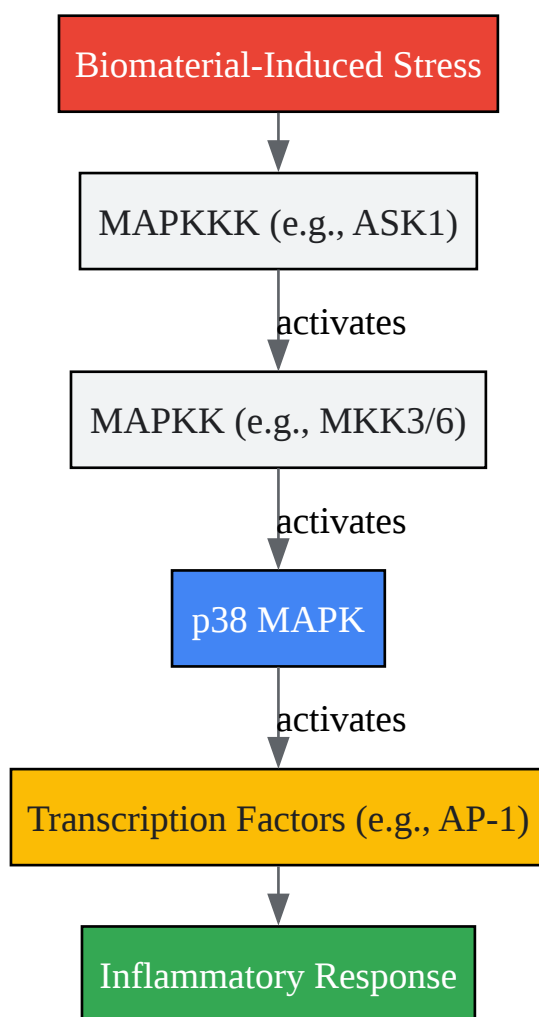 Biomaterial-Induced Stress
MAPKKK (e.g., ASK1)
activates
MAPKK (e.g., MKK3/6)
activates
p38 MAPK
activates
Transcription Factors (e.g., AP-1)
Inflammatory Response